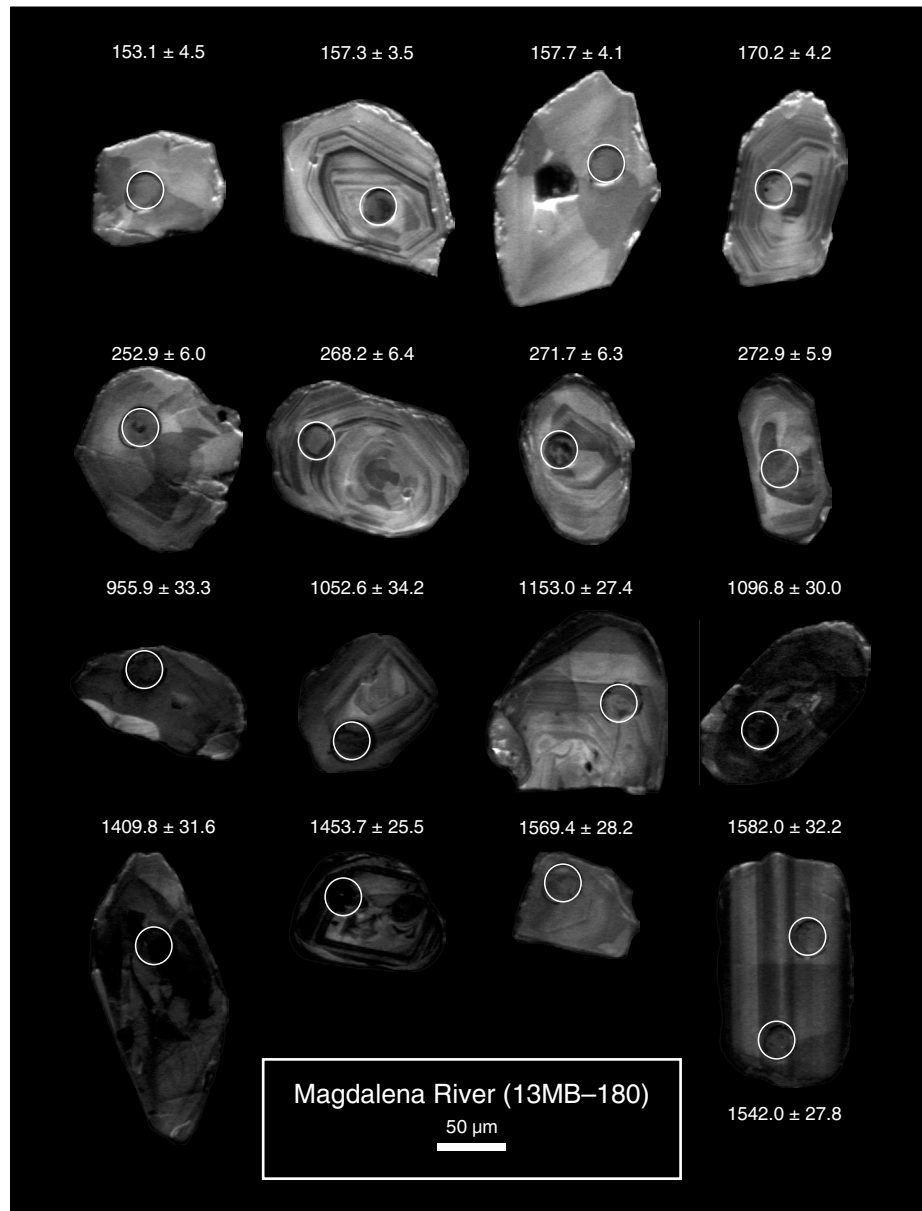 153.1 ± 4.5
157.3 ± 3.5
157.7 ± 4.1
170.2 ± 4.2
252.9 ± 6.0
268.2 ± 6.4
271.7 ± 6.3
272.9 ± 5.9
955.9 ± 33.3
1052.6 ± 34.2
1153.0 ± 27.4
1096.8 ± 30.0
1409.8 ± 31.6
1453.7 ± 25.5
1569.4 ± 28.2
1582.0 ± 32.2
1542.0 ± 27.8
Magdalena River (13MB–180)
50 µm